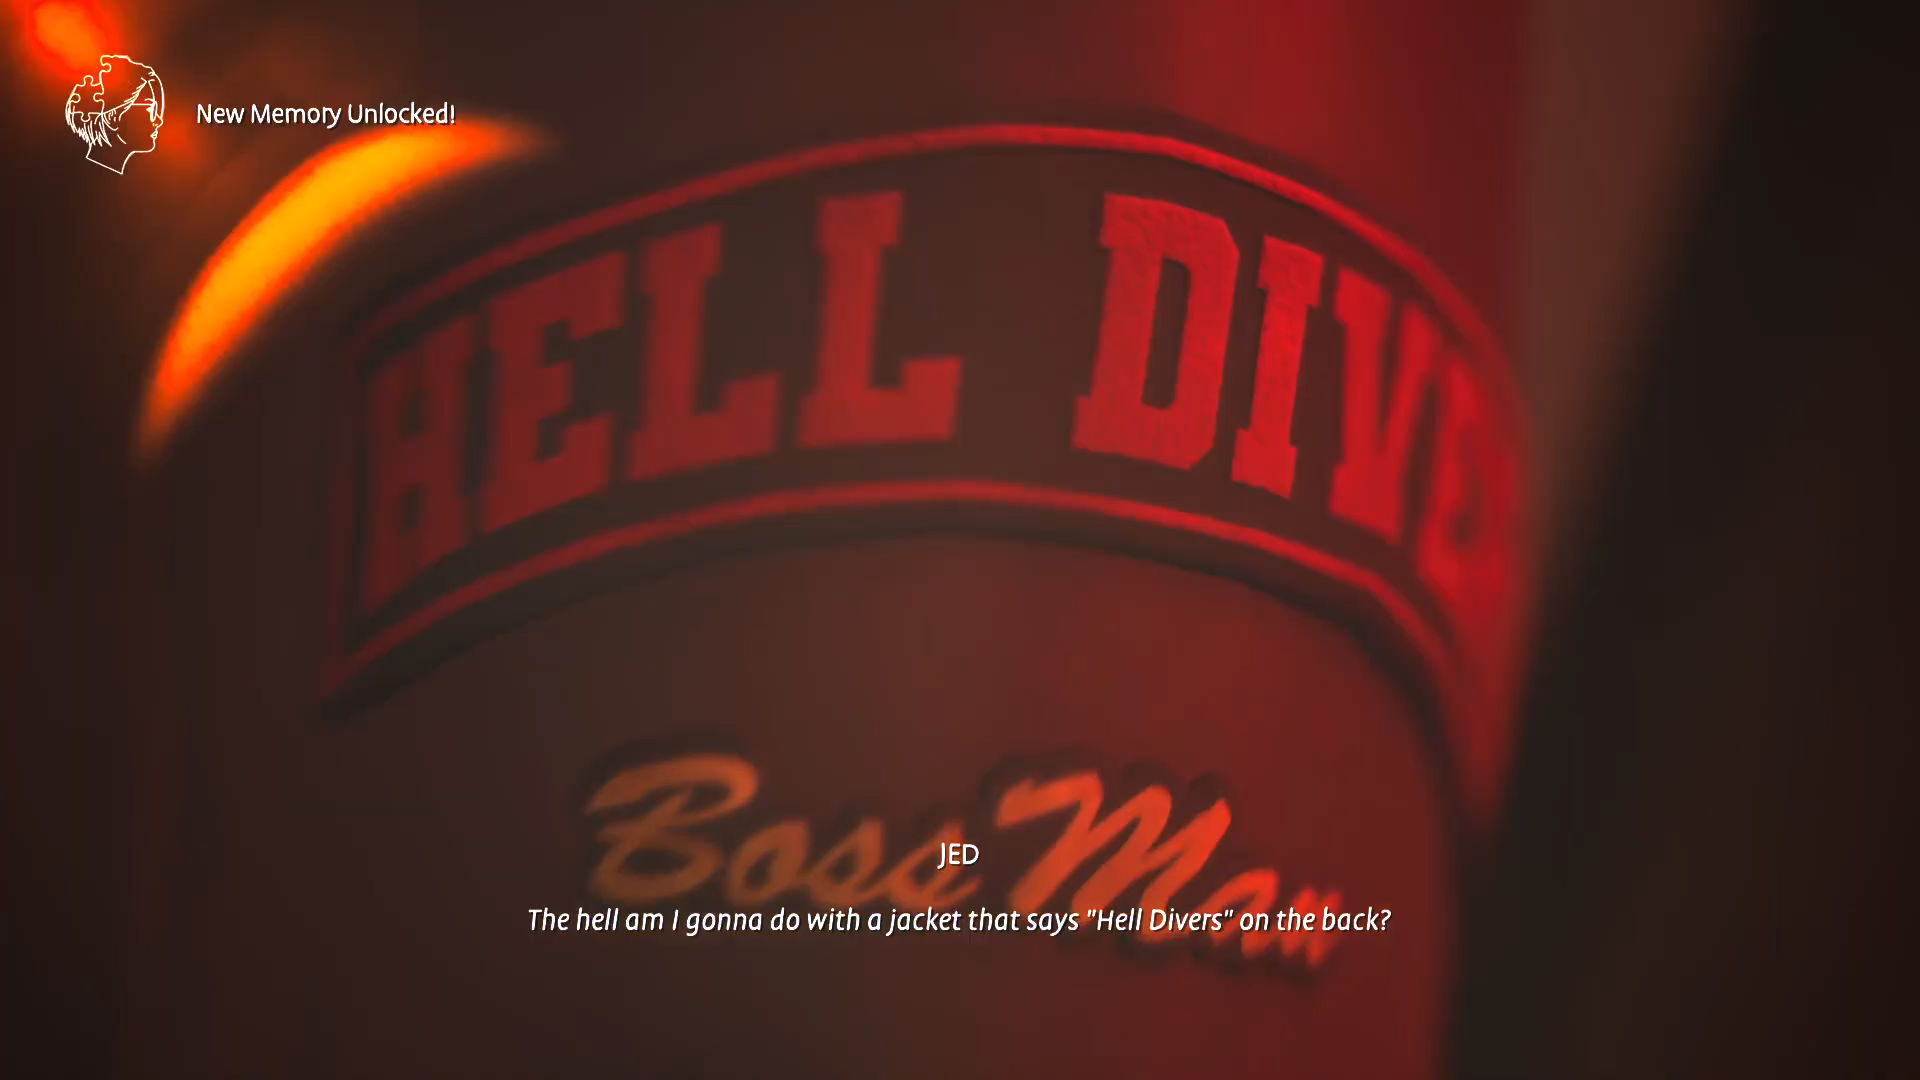 New Memory Unlocked!
HELL DIVE
Boss Man
JED
The hell am I gonna do with a jacket that says "Hell Divers" on the back?